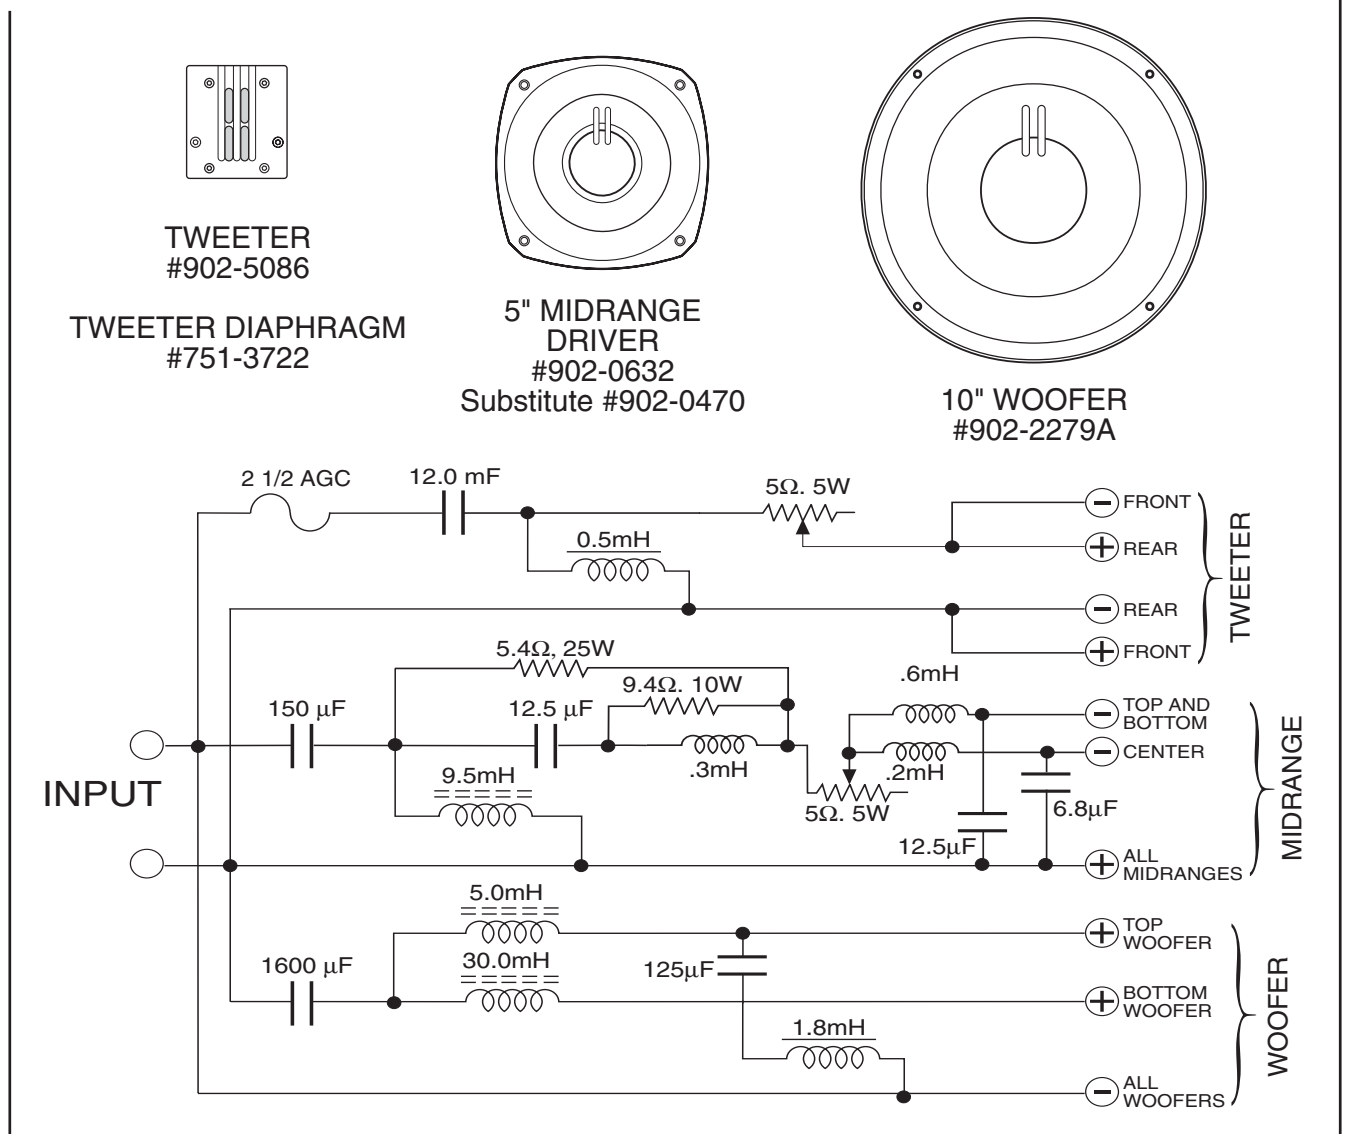 TWEETER
#902-5086
TWEETER DIAPHRAGM
#751-3722
5" MIDRANGE
DRIVER
#902-0632
Substitute #902-0470
10" WOOFER
#902-2279A
2 1/2 AGC
12.0 mF
5Ω. 5W
FRONT
0.5mH
REAR
REAR
FRONT
TWEETER
5.4Ω, 25W
9.4Ω. 10W
.6mH
150 µF
12.5 µF
TOP AND
BOTTOM
CENTER
.3mH
.2mH
9.5mH
INPUT
5Ω. 5W
6.8µF
12.5µF
ALL
MIDRANGES
MIDRANGE
5.0mH
TOP
WOOFER
1600 µF
30.0mH
125µF
BOTTOM
WOOFER
1.8mH
ALL
WOOFERS
WOOFER